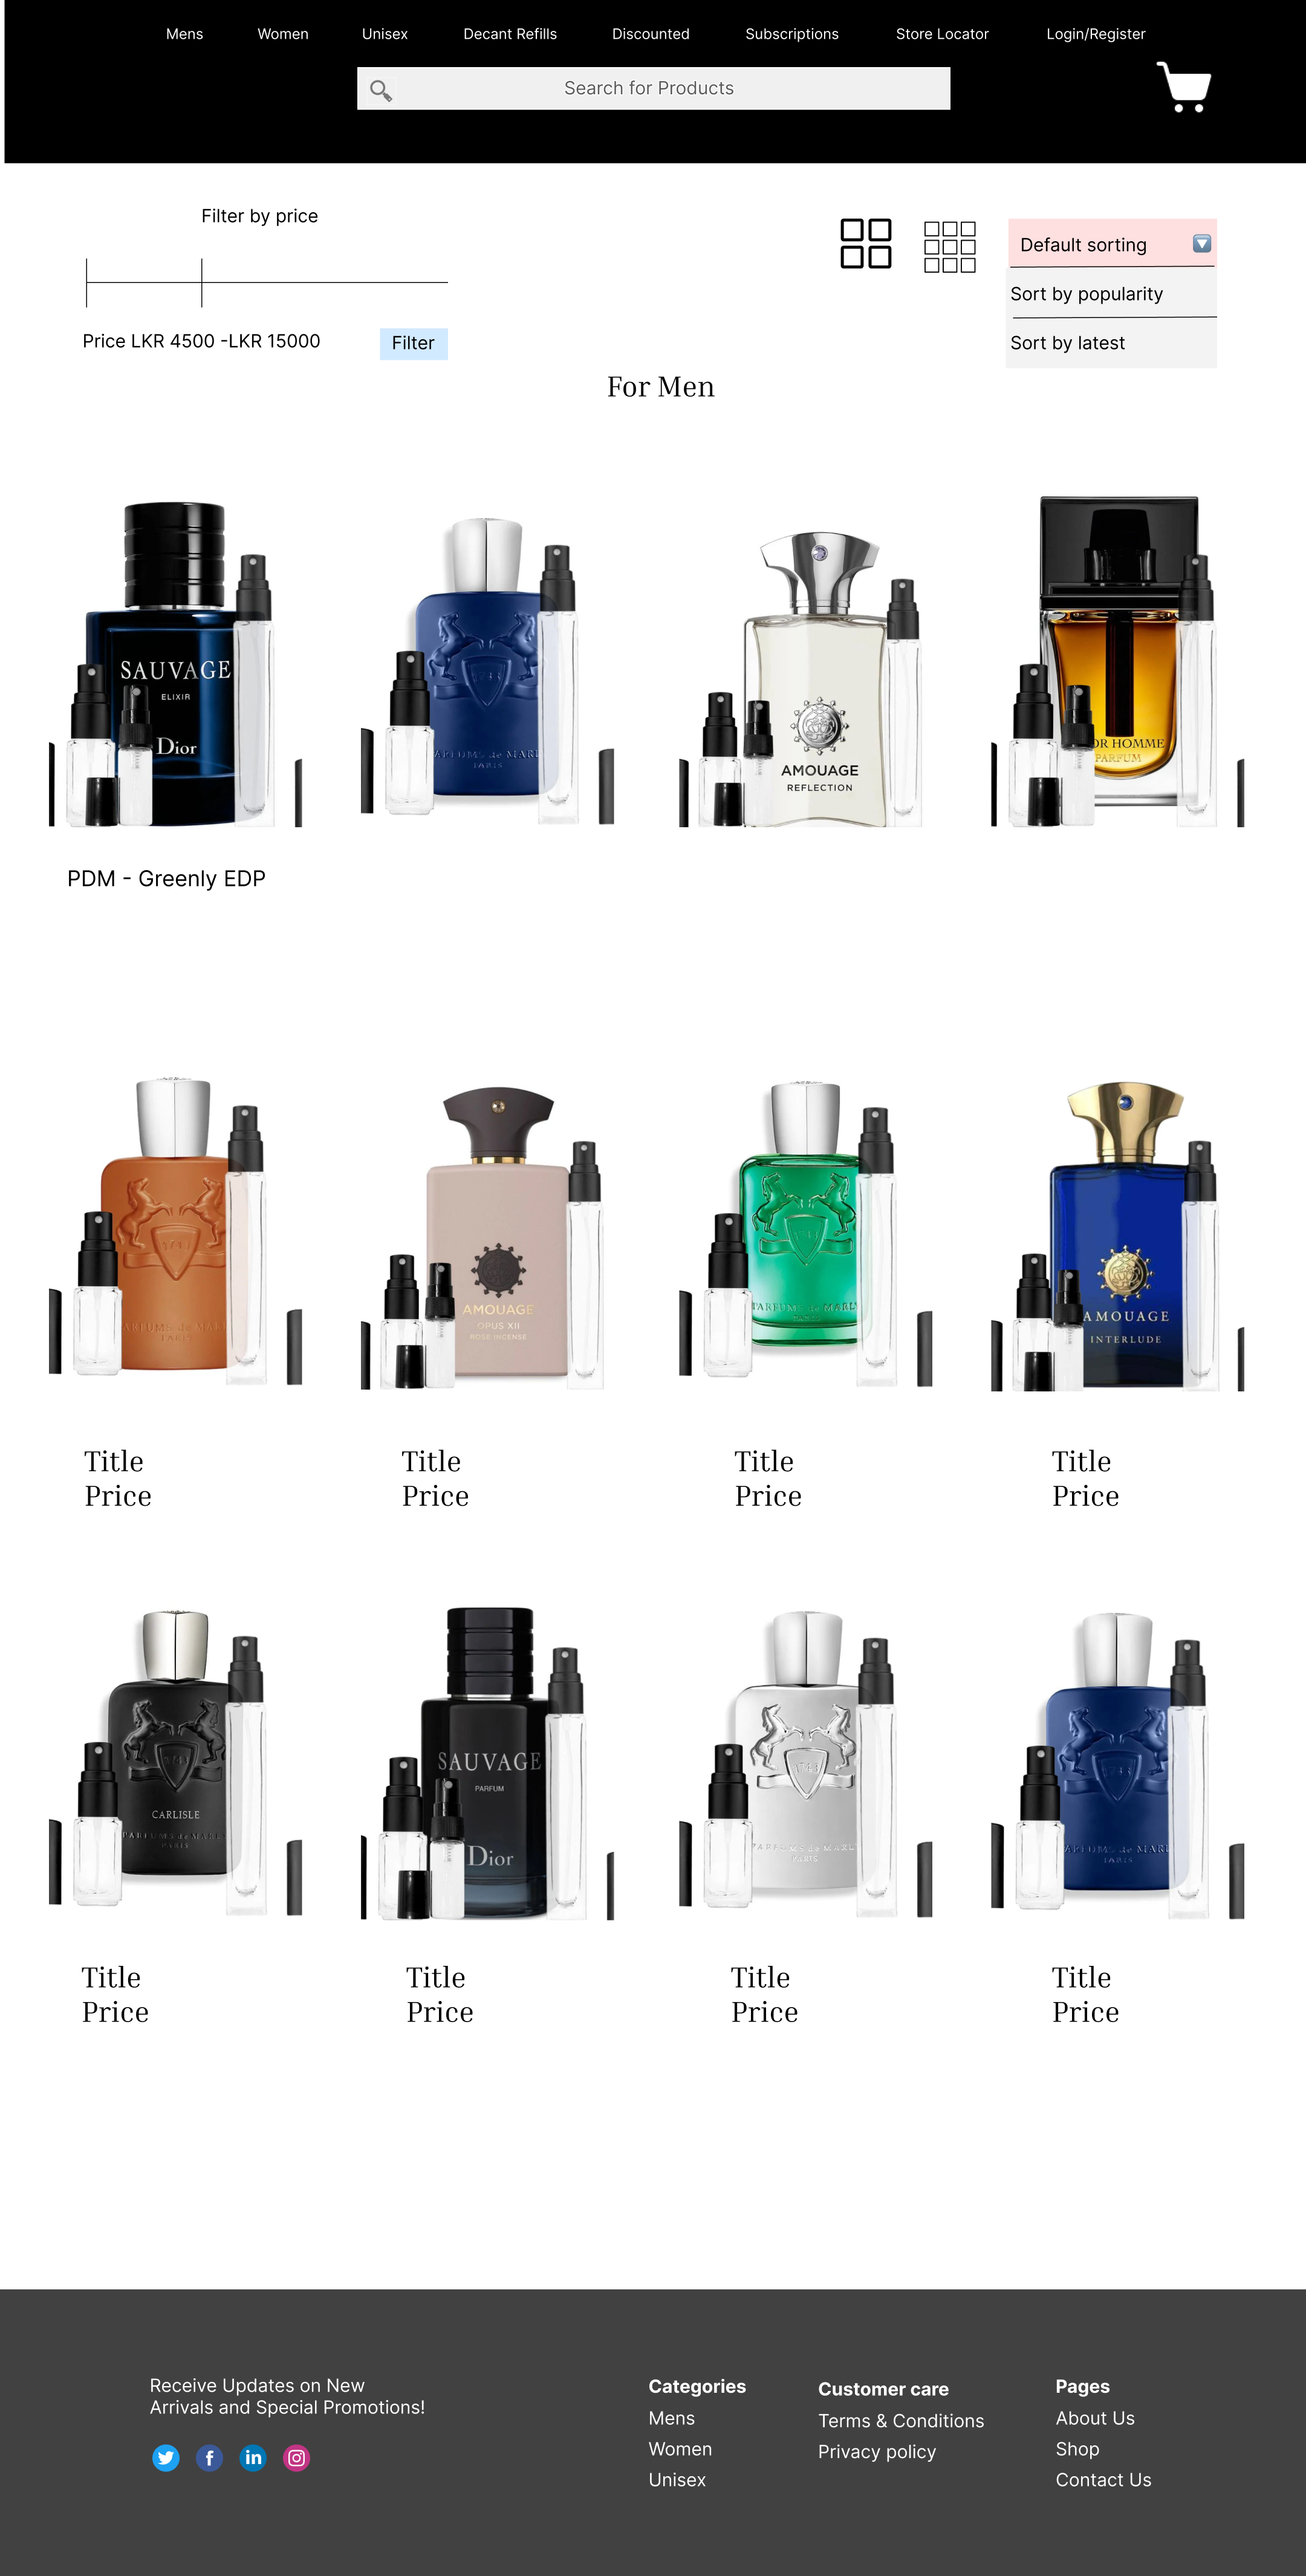 Mens Women Unisex Decant Refills Discounted Subscriptions Store Locator Login/Register
Search for Products
Filter by price
Default sorting
Sort by popularity
Price LKR 4500 -LKR 15000 Filter
Sort by latest
For Men
SAUVAGE
ELIXIR
Dior
AMOUAGE
REFLECTION
OR HOMME
PARFUM
PDM - Greenly EDP
AMOUAGE
OPUS XII
ROSE INCENSE
AMOUAGE
INTERLUDE
Title Title Title Title
Price Price Price Price
CARLISLE
SAUVAGE
PARFUM
Dior
Title Title Title Title
Price Price Price Price
Receive Updates on New
Arrivals and Special Promotions!
Categories
Mens
Women
Unisex
Customer care
Terms & Conditions
Privacy policy
Pages
About Us
Shop
Contact Us